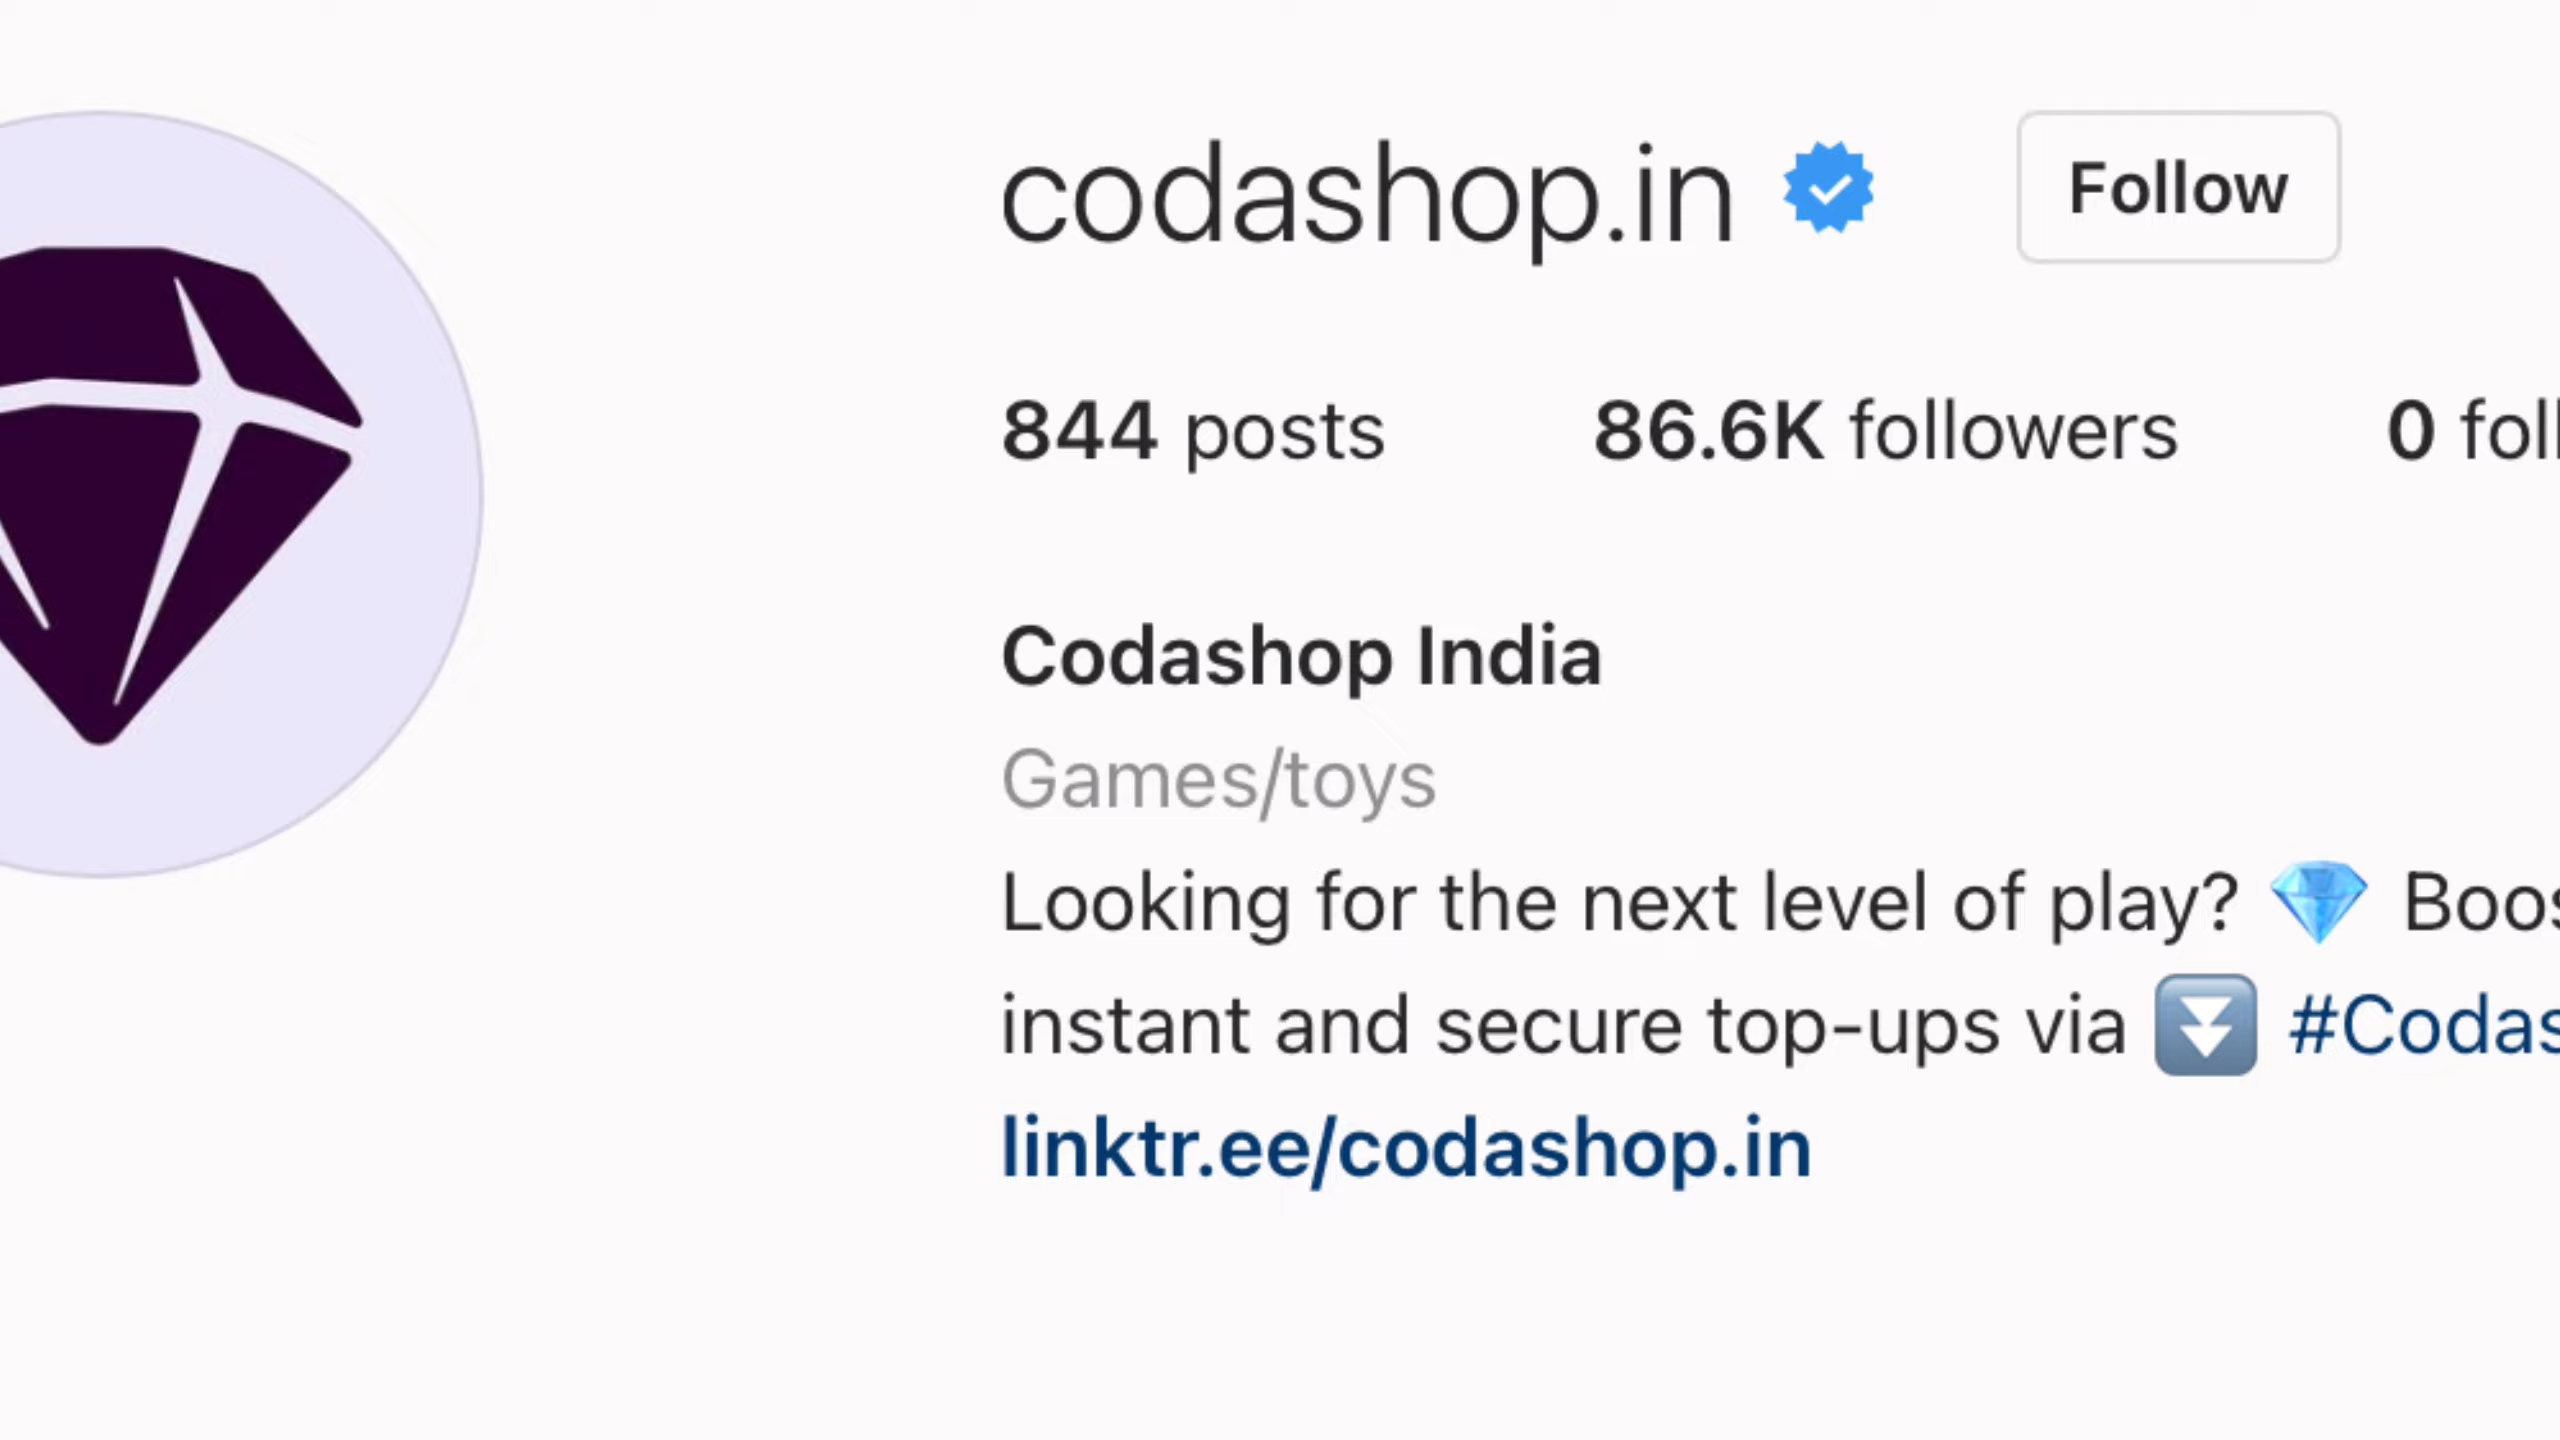 codashop.in Follow
844 posts 86.6K followers 0
Codashop India
Games/toys
Looking for the next level of play? 💎
instant and secure top-ups via ⏬
linktr.ee/codashop.in